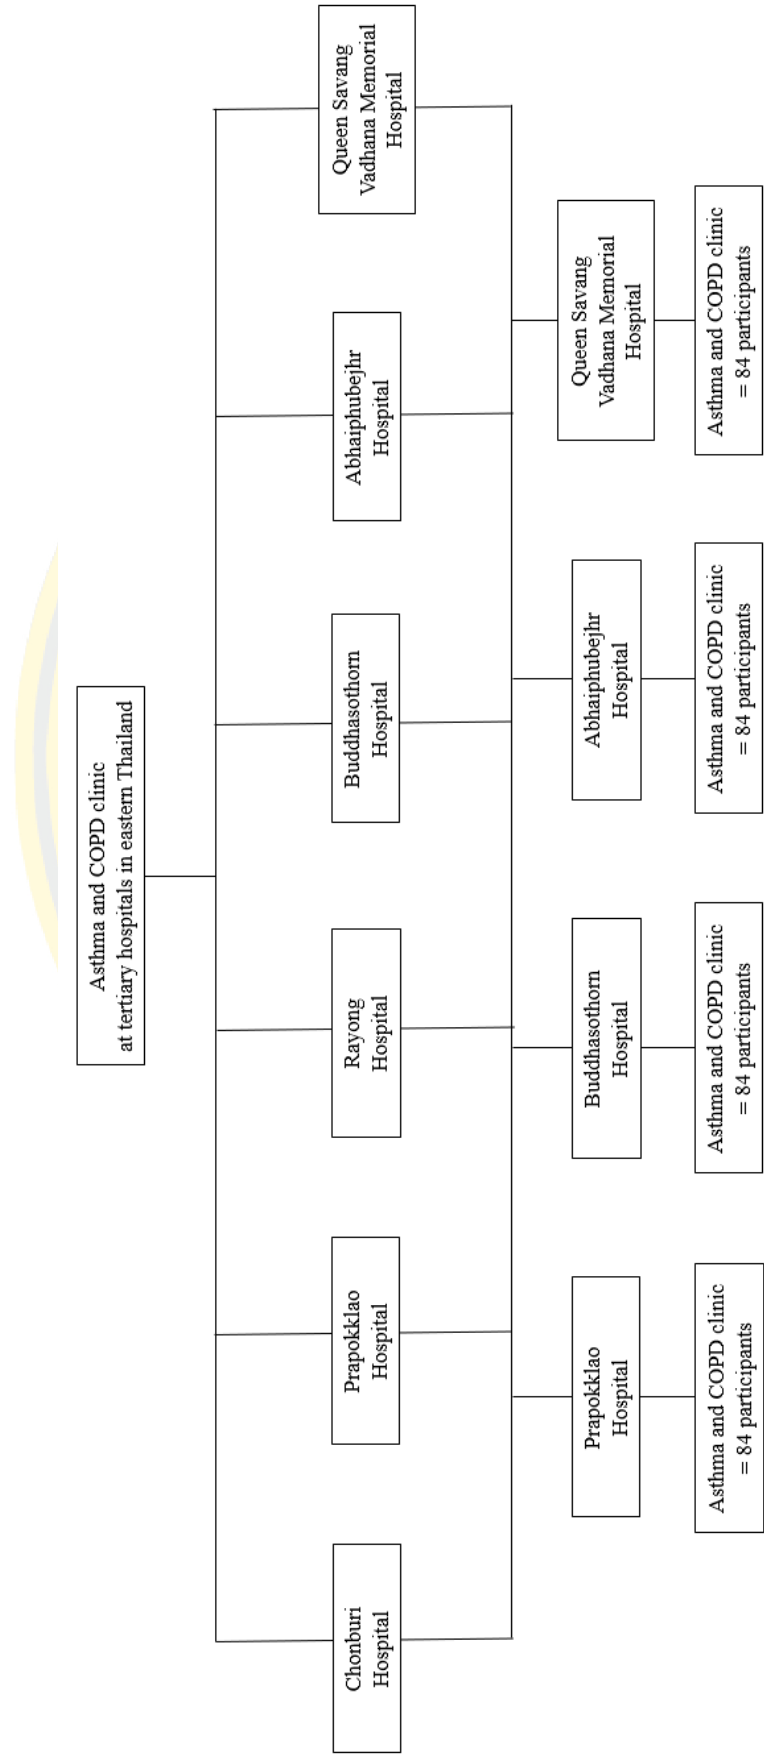 Asthma and COPD clinic
at tertiary hospitals in eastern Thailand
Chonburi
Hospital
Prapokklao
Hospital
Rayong
Hospital
Buddhasothorn
Hospital
Abhaiphubejhr
Hospital
Queen Savang
Vadhana Memorial
Hospital
Prapokklao
Hospital
Buddhasothorn
Hospital
Abhaiphubejhr
Hospital
Queen Savang
Vadhana Memorial
Hospital
Asthma and COPD clinic
= 84 participants
Asthma and COPD clinic
= 84 participants
Asthma and COPD clinic
= 84 participants
Asthma and COPD clinic
= 84 participants